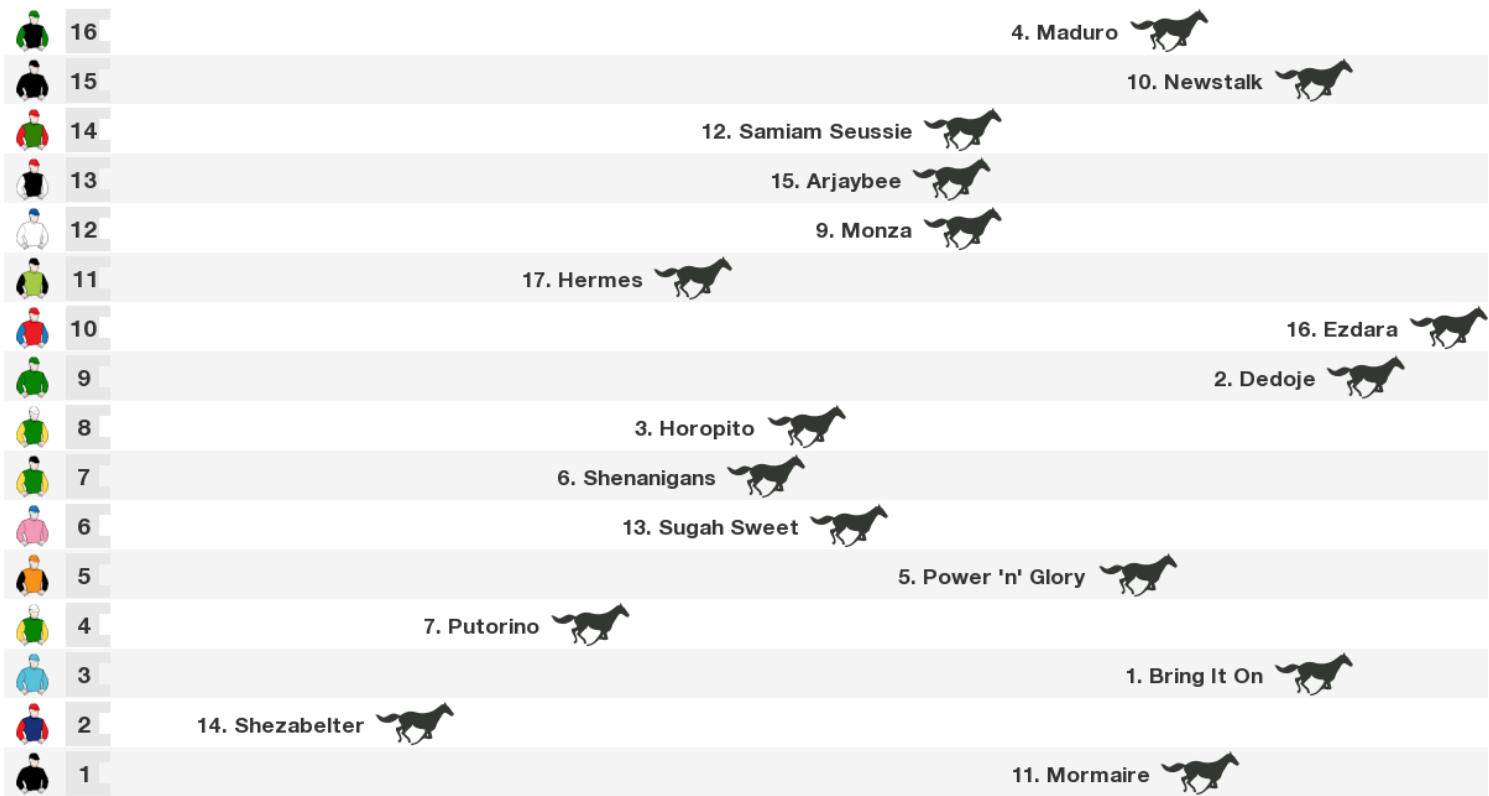 16 4. Maduro
15 10. Newstalk
14 12. Samiam Seussie
13 15. Arjaybee
12 9. Monza
11 17. Hermes
10 16. Ezdara
9 2. Dedoje
8 3. Horopito
7 6. Shenanigans
6 13. Sugah Sweet
5 5. Power 'n' Glory
4 7. Putorino
3 1. Bring It On
2 14. Shezabelter
1 11. Mormaire